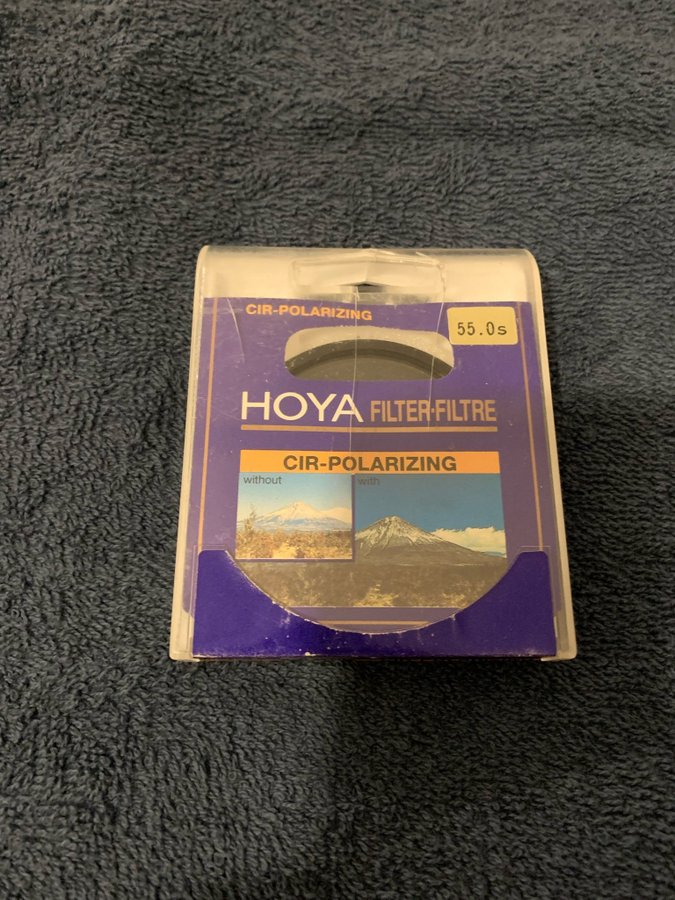 CIR-POLARIZING
55.0s
HOYA FILTER·FILTRE
CIR-POLARIZING
without
with